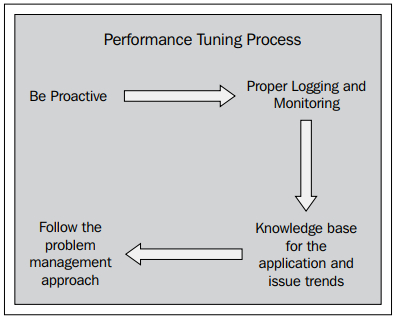 Performance Tuning Process
Be Proactive
Proper Logging and
Monitoring
Knowledge base
for the
application and
issue trends
Follow the
problem
management
approach